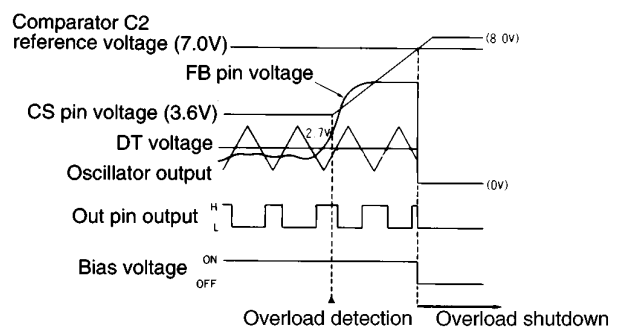 Comparator C2
reference voltage (7.0V)
(8 0v)
FB pin voltage
CS pin voltage (3.6V)
2.7V
DT voltage
Oscillator output
(0v)
Out pin output
H
L
Bias voltage
ON
OFF
Overload detection
Overload shutdown